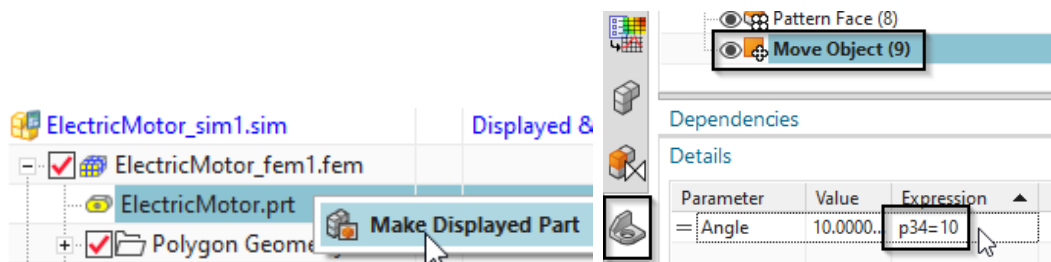 ElectricMotor_sim1.sim
Displayed &
ElectricMotor_fem1.fem
ElectricMotor.prt
Make Displayed Part
Polygon Geome
Pattern Face (8)
Move Object (9)
Dependencies
Details
Parameter Value Expression
Angle 10.0000... p34=10